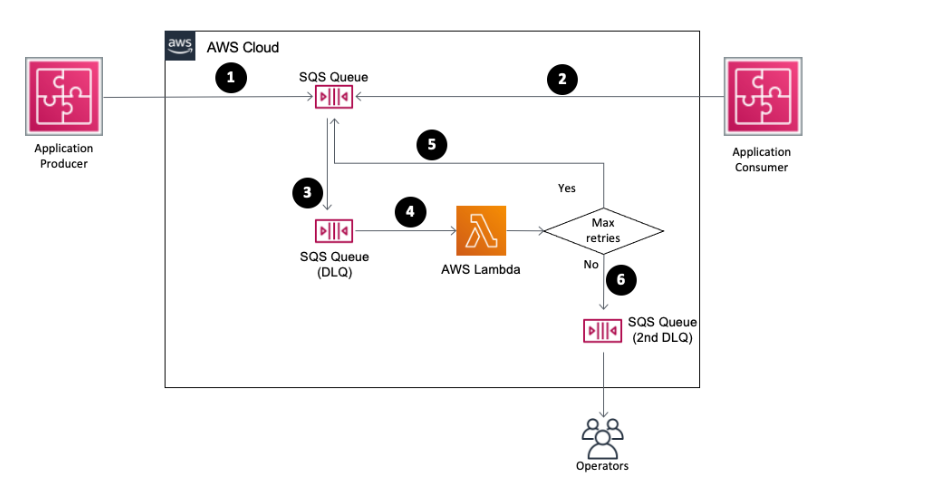 aws
AWS Cloud
1
SQS Queue
2
Application
Producer
Application
Consumer
5
3
Yes
4
Max
retries
SQS Queue
(DLQ)
AWS Lambda
No
6
SQS Queue
(2nd DLQ)
Operators